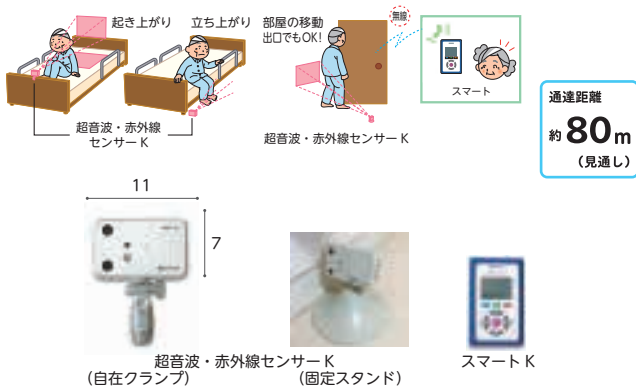 起き上がり
立ち上がり
部屋の移動
出口でもOK!
無線
スマート
超音波・赤外線
センサーK
超音波・赤外線センサーK
通達距離
約80m
(見通し)
11
7
超音波・赤外線センサーK
(自在クランプ)
(固定スタンド)
スマートK